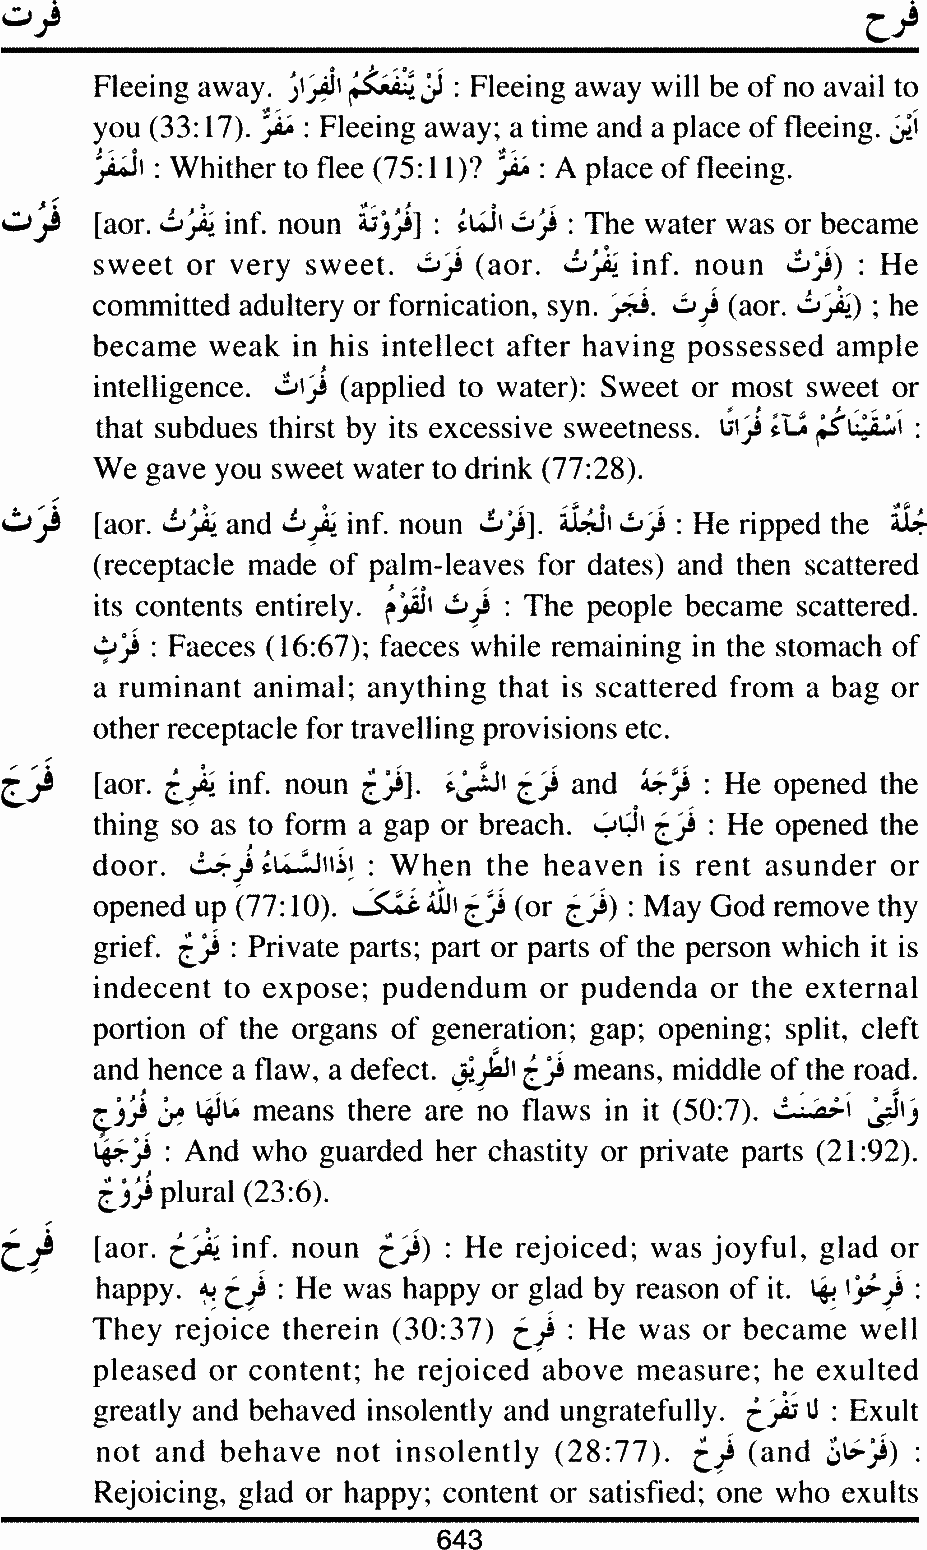 فرت فرح
Fleeing away. لَنْ يَّنْفَعَكُمُ الْفِرَارُ : Fleeing away will be of no avail to
you (33:17). مَفَرٌّ : Fleeing away; a time and a place of fleeing. اَيْنَ
الْمَفَرُّ : Whither to flee (75:11)? مَفَرٌّ : A place of fleeing.
فَرُت [aor. يَفْرُتُ inf. noun فُرُوْتَةٌ] : فَرُتَ الْمَاءُ : The water was or became
sweet or very sweet. فَرَتَ (aor. يَفْرُتُ inf. noun فَرْتٌ) : He
committed adultery or fornication, syn. فَجَرَ. فَرِتَ (aor. يَفْرَتُ) ; he
became weak in his intellect after having possessed ample
intelligence. فُرَاتٌ (applied to water): Sweet or most sweet or
that subdues thirst by its excessive sweetness. اَسْقَيْنَاكُمْ مَّآءً فُرَاتًا :
We gave you sweet water to drink (77:28).
فَرَثَ [aor. يَفْرُثُ and يَفْرِثُ inf. noun فَرْثٌ]. فَرَثَ الْجُلَّةَ : He ripped the جُلَّةٌ
(receptacle made of palm-leaves for dates) and then scattered
its contents entirely. فَرِثَ الْقَوْمُ : The people became scattered.
فَرْثٍ : Faeces (16:67); faeces while remaining in the stomach of
a ruminant animal; anything that is scattered from a bag or
other receptacle for travelling provisions etc.
فَرَجَ [aor. يَفْرِجُ inf. noun فَرْجٌ]. فَرَجَ الشَّيْءَ and فَرَّجَهُ : He opened the
thing so as to form a gap or breach. فَرَجَ الْبَابَ : He opened the
door. اِذَاالسَّمَاءُ فُرِجَتْ : When the heaven is rent asunder or
opened up (77:10). فَرَّجَ اللّٰهُ غَمَّكَ (or فَرَجَ) : May God remove thy
grief. فَرْجٌ : Private parts; part or parts of the person which it is
indecent to expose; pudendum or pudenda or the external
portion of the organs of generation; gap; opening; split, cleft
and hence a flaw, a defect. فَرْجُ الطَّرِيْقِ means, middle of the road.
مَالَهَا مِنْ فُرُوْجٍ means there are no flaws in it (50:7). وَالَّتِيْ اَحْصَنَتْ
فَرْجَهَا : And who guarded her chastity or private parts (21:92).
فُرُوْجٌ plural (23:6).
فَرِحَ [aor. يَفْرَحُ inf. noun فَرَحٌ) : He rejoiced; was joyful, glad or
happy. فَرِحَ بِهٖ : He was happy or glad by reason of it. فَرِحُوْا بِهَا :
They rejoice therein (30:37) فَرِحَ : He was or became well
pleased or content; he rejoiced above measure; he exulted
greatly and behaved insolently and ungratefully. لَا تَفْرَحْ : Exult
not and behave not insolently (28:77). فَرِحٌ (and فَرْحَانٌ) :
Rejoicing, glad or happy; content or satisfied; one who exults
643